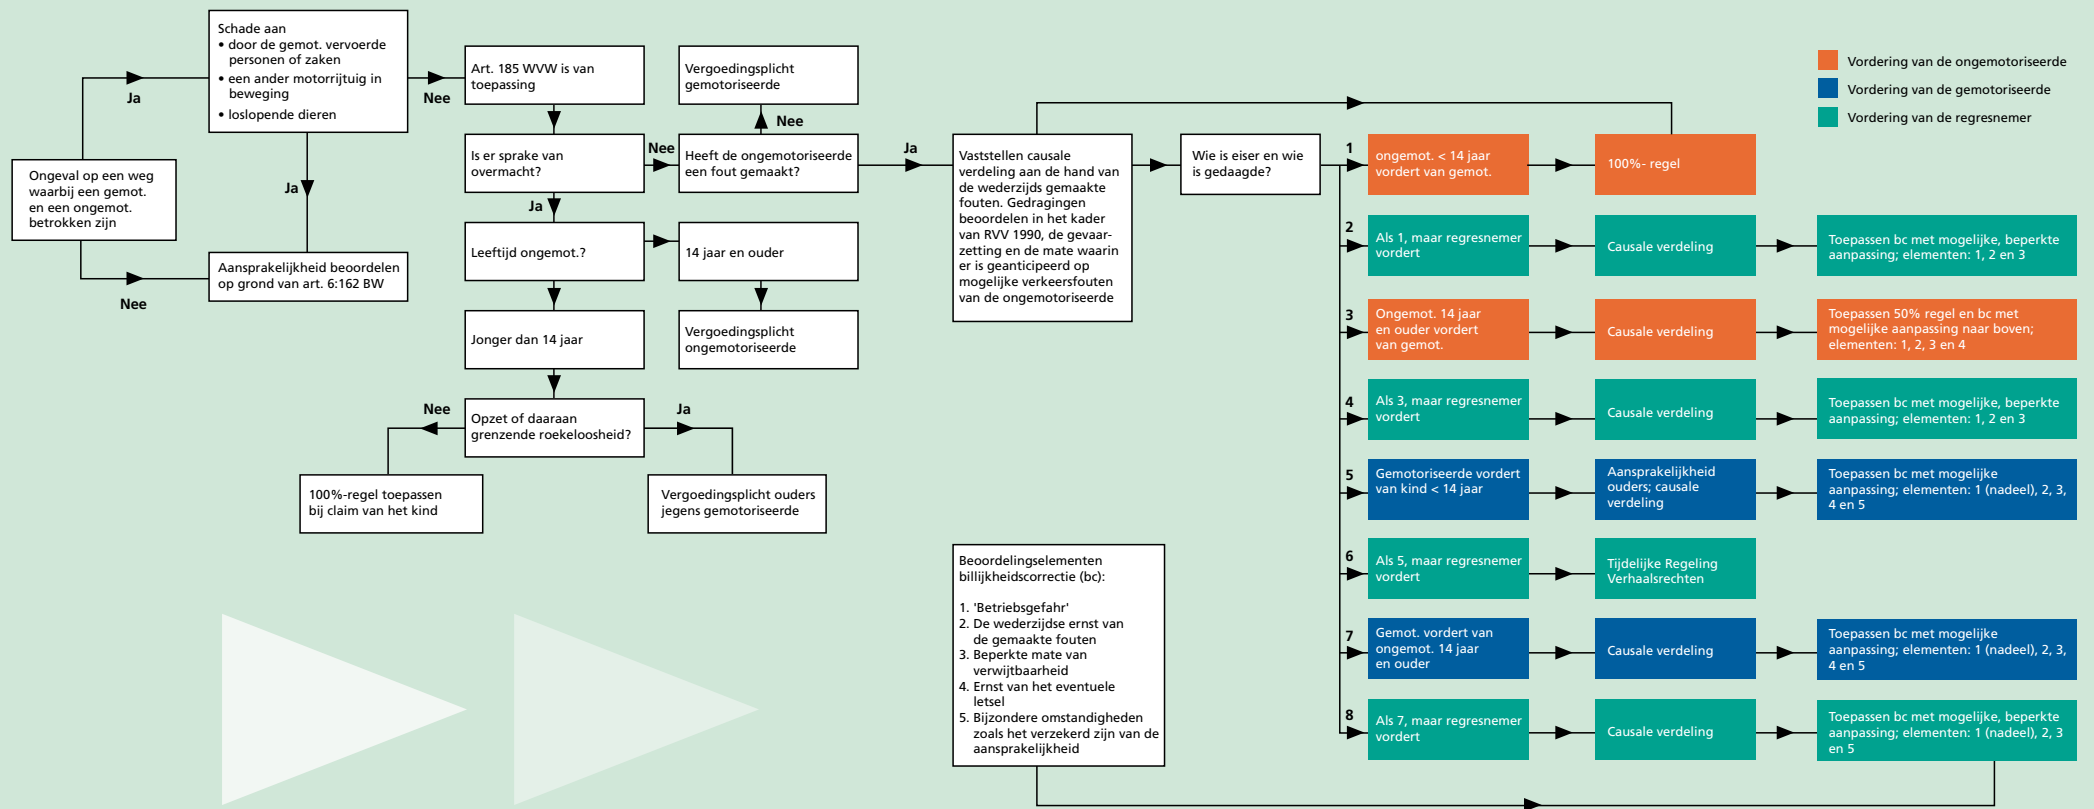 Ongeval op een weg
waarbij een gemot.
en een ongemot.
betrokken zijn
Ja
Nee
Schade aan
• door de gemot. vervoerde
personen of zaken
• een ander motorrijtuig in
beweging
• loslopende dieren
Ja
Nee
Aansprakelijkheid beoordelen
op grond van art. 6:162 BW
Art. 185 WVW is van
toepassing
Is er sprake van
overmacht?
Nee
Ja
Leeftijd ongemot.?
Jonger dan 14 jaar
Opzet of daaraan
grenzende roekeloosheid?
Nee
Ja
100%-regel toepassen
bij claim van het kind
Vergoedingsplicht ouders
jegens gemotoriseerde
Vergoedingsplicht
gemotoriseerde
Nee
Heeft de ongemotoriseerde
een fout gemaakt?
Ja
14 jaar en ouder
Vergoedingsplicht
ongemotoriseerde
Vaststellen causale
verdeling aan de hand van
de wederzijds gemaakte
fouten. Gedragingen
beoordelen in het kader
van RVV 1990, de gevaar-
zetting en de mate waarin
er is geanticipeerd op
mogelijke verkeersfouten
van de ongemotoriseerde
Wie is eiser en wie
is gedaagde?
Vordering van de ongemotoriseerde
Vordering van de gemotoriseerde
Vordering van de regresnemer
1
ongemot. < 14 jaar
vordert van gemot.
100%- regel
2
Als 1, maar regresnemer
vordert
Causale verdeling
Toepassen bc met mogelijke, beperkte
aanpassing; elementen: 1, 2 en 3
3
Ongemot. 14 jaar
en ouder vordert
van gemot.
Causale verdeling
Toepassen 50% regel en bc met
mogelijke aanpassing naar boven;
elementen: 1, 2, 3 en 4
4
Als 3, maar regresnemer
vordert
Causale verdeling
Toepassen bc met mogelijke, beperkte
aanpassing; elementen: 1, 2 en 3
5
Gemotoriseerde vordert
van kind < 14 jaar
Aansprakelijkheid
ouders; causale
verdeling
Toepassen bc met mogelijke
aanpassing; elementen: 1 (nadeel), 2, 3,
4 en 5
6
Als 5, maar regresnemer
vordert
Tijdelijke Regeling
Verhaalsrechten
7
Gemot. vordert van
ongemot. 14 jaar
en ouder
Causale verdeling
Toepassen bc met mogelijke
aanpassing; elementen: 1 (nadeel), 2, 3,
4 en 5
8
Als 7, maar regresnemer
vordert
Causale verdeling
Toepassen bc met mogelijke, beperkte
aanpassing; elementen: 1 (nadeel), 2, 3
en 5
Beoordelingselementen
billijkheidscorrectie (bc):
1. 'Betriebsgefahr'
2. De wederzijdse ernst van
de gemaakte fouten
3. Beperkte mate van
verwijtbaarheid
4. Ernst van het eventuele
letsel
5. Bijzondere omstandigheden
zoals het verzekerd zijn van de
aansprakelijkheid